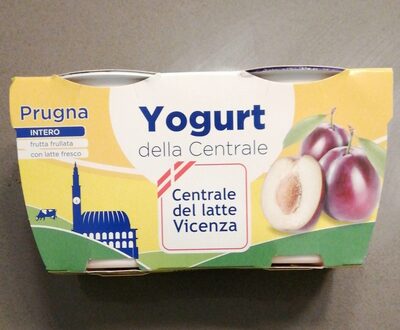 Prugna
INTERO
frutta frullata
con latte fresco
Yogurt
della Centrale
Centrale
del latte
Vicenza